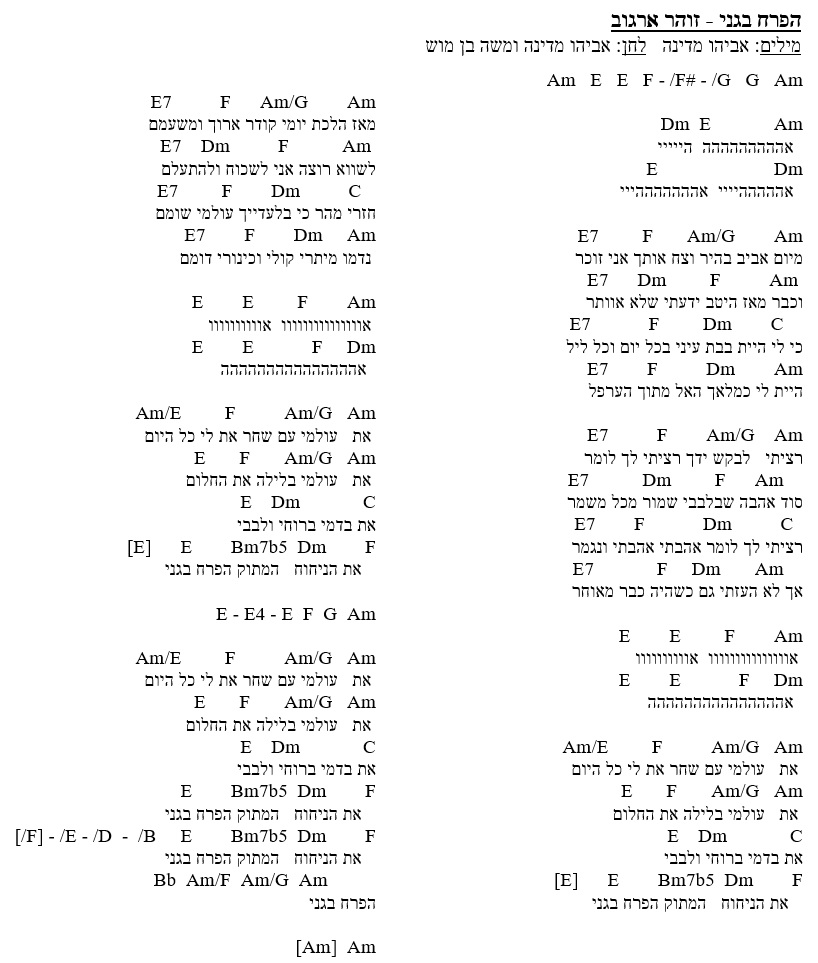 הפרח בגני - זוהר ארגוב
מילים: אביהו מדינה   לחן: אביהו מדינה ומשה בן מוש
Am   E   E   F - /F# - /G   G   Am
Dm  E            Am
אהההההההההה  הייייי
E                      Dm
אההההההייייי  אההההההההייי
E7        F       Am/G        Am
מיום אביב בהיר וצח אותך אני זוכר
E7      Dm        F         Am
וכבר מאז היטב ידעתי שלא אוותר
E7           F        Dm       C
כי לי היית בבת עיני בכל יום וכל ליל
E7       F          Dm       Am
היית לי כמלאך האל מתוך הערפל
E7         F       Am/G    Am
רציתי   לבקש ידך רציתי לך לומר
E7          Dm        F     Am
סוד אהבה שבלבבי שמור מכל משמר
E7       F           Dm         C
רציתי לך לומר אהבתי אהבתי ונגמר
E7            F    Dm      Am
אך לא העזתי גם כשהיה כבר מאוחר
E       E        F       Am
אוווווווווווווווו  אוווווווווו
E       E           F    Dm
אההההההההההההההההה
Am/E        F         Am/G   Am
את   עולמי עם שחר את לי כל היום
E      F      Am/G   Am
את   עולמי בלילה את החלום
E    Dm            C
את בדמי ברוחי ולבבי
[E]      E       Bm7b5  Dm       F
את הניחוח   המתוק הפרח בגני
E7         F      Am/G       Am
מאז הלכת יומי קודר ארוך ומשעמם
E7    Dm         F          Am
לשווא רוצה אני לשכוח ולהתעלם
E7        F       Dm         C
חזרי מהר כי בלעדייך עולמי שומם
E7       F       Dm    Am
נדמו מיתרי קולי וכינורי דומם
E       E        F       Am
אוווווווווווווווו  אוווווווווו
E       E           F    Dm
אההההההההההההההההה
Am/E        F         Am/G   Am
את   עולמי עם שחר את לי כל היום
E      F      Am/G   Am
את   עולמי בלילה את החלום
E    Dm            C
את בדמי ברוחי ולבבי
[E]      E       Bm7b5  Dm       F
את הניחוח   המתוק הפרח בגני
E - E4 - E  F  G  Am
Am/E        F         Am/G   Am
את   עולמי עם שחר את לי כל היום
E      F      Am/G   Am
את   עולמי בלילה את החלום
E    Dm            C
את בדמי ברוחי ולבבי
E       Bm7b5  Dm       F
את הניחוח   המתוק הפרח בגני
[/F] - /E - /D  -  /B     E       Bm7b5  Dm       F
את הניחוח   המתוק הפרח בגני
Bb  Am/F  Am/G  Am
הפרח בגני
[Am]  Am